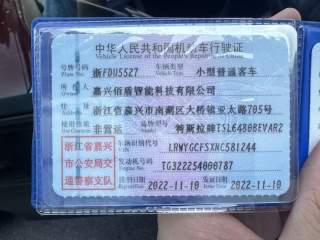 中华人民共和国机动车行驶证
Vehicle License of the People's Republic of China
号牌号码 浙FDU5527 车辆类型 小型普通客车
Plate No. Vehicle Type
所有人 嘉兴佰盾智能科技有限公司
Owner
住址 浙江省嘉兴市南湖区大桥镇亚太路705号
Address
使用性质 非营运 品牌型号 特斯拉牌TSL6480BEVAR2
Use Character Model
浙江省嘉兴市公安局交通警察支队
车辆识别代号 LRWYGCFSXNC581244
VIN
发动机号码 TG322254000787
Engine No.
注册日期 2022-11-10 发证日期 2022-11-10
Register Date Issue Date